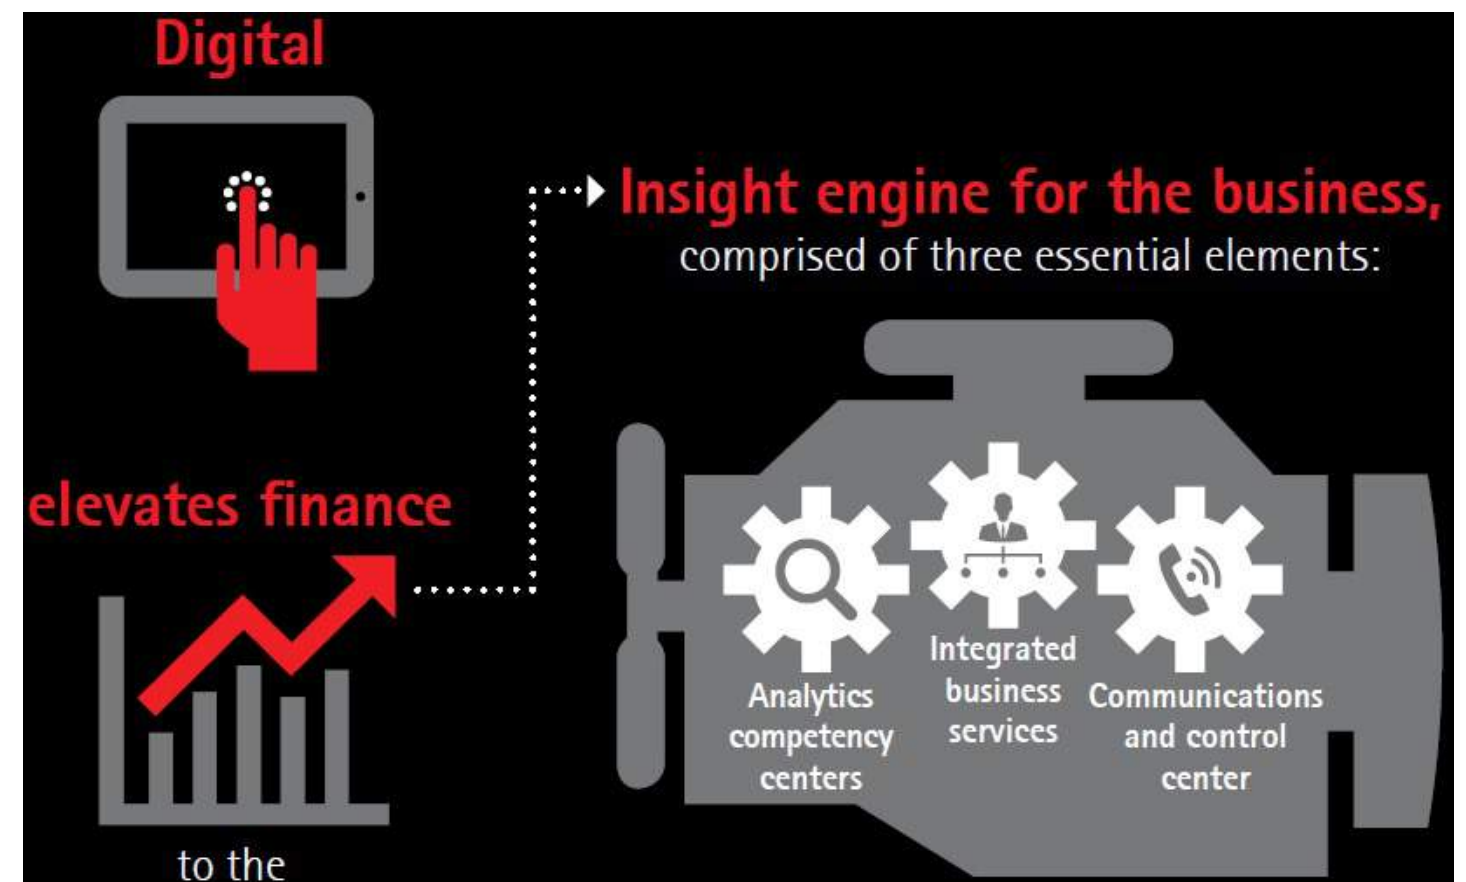 Digital
elevates finance
to the
Insight engine for the business,
comprised of three essential elements:
Analytics
competency
centers
Integrated
business
services
Communications
and control
center